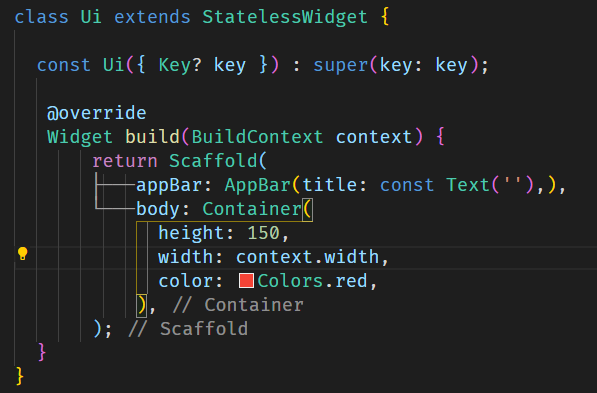 class Ui extends StatelessWidget {
const Ui({ Key? key }) : super(key: key);
@override
Widget build(BuildContext context) {
return Scaffold(
appBar: AppBar(title: const Text(''),),
body: Container(
height: 150,
width: context.width,
color: Colors.red,
), // Container
); // Scaffold
}
}